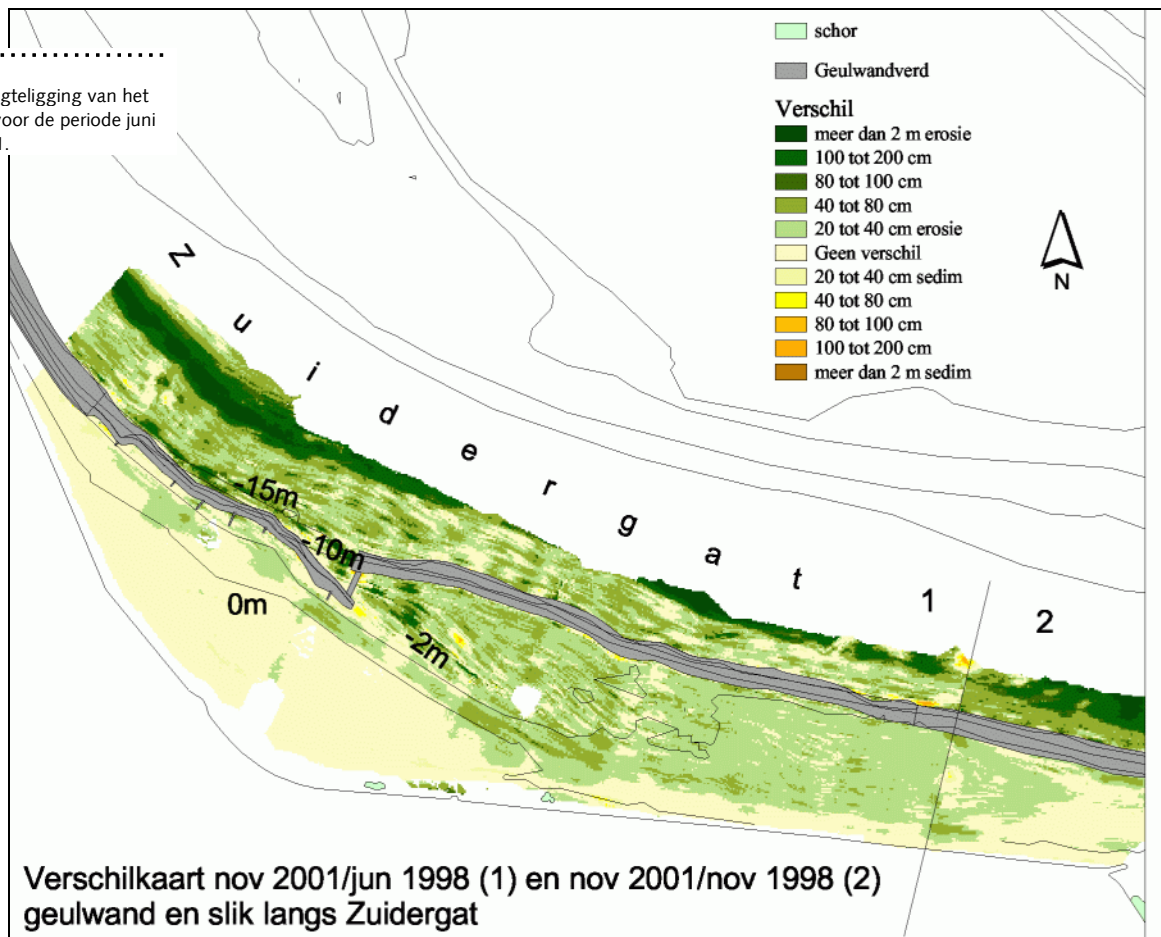 gteligging van het
voor de periode juni
schor
Geulwandverd
Verschil
meer dan 2 m erosie
100 tot 200 cm
80 tot 100 cm
40 tot 80 cm
20 tot 40 cm erosie
Geen verschil
20 tot 40 cm sedim
40 tot 80 cm
80 tot 100 cm
100 tot 200 cm
meer dan 2 m sedim
N
Zuidergat
1
2
-15m
-10m
0m
-2m
Verschilkaart nov 2001/jun 1998 (1) en nov 2001/nov 1998 (2)
geulwand en slik langs Zuidergat